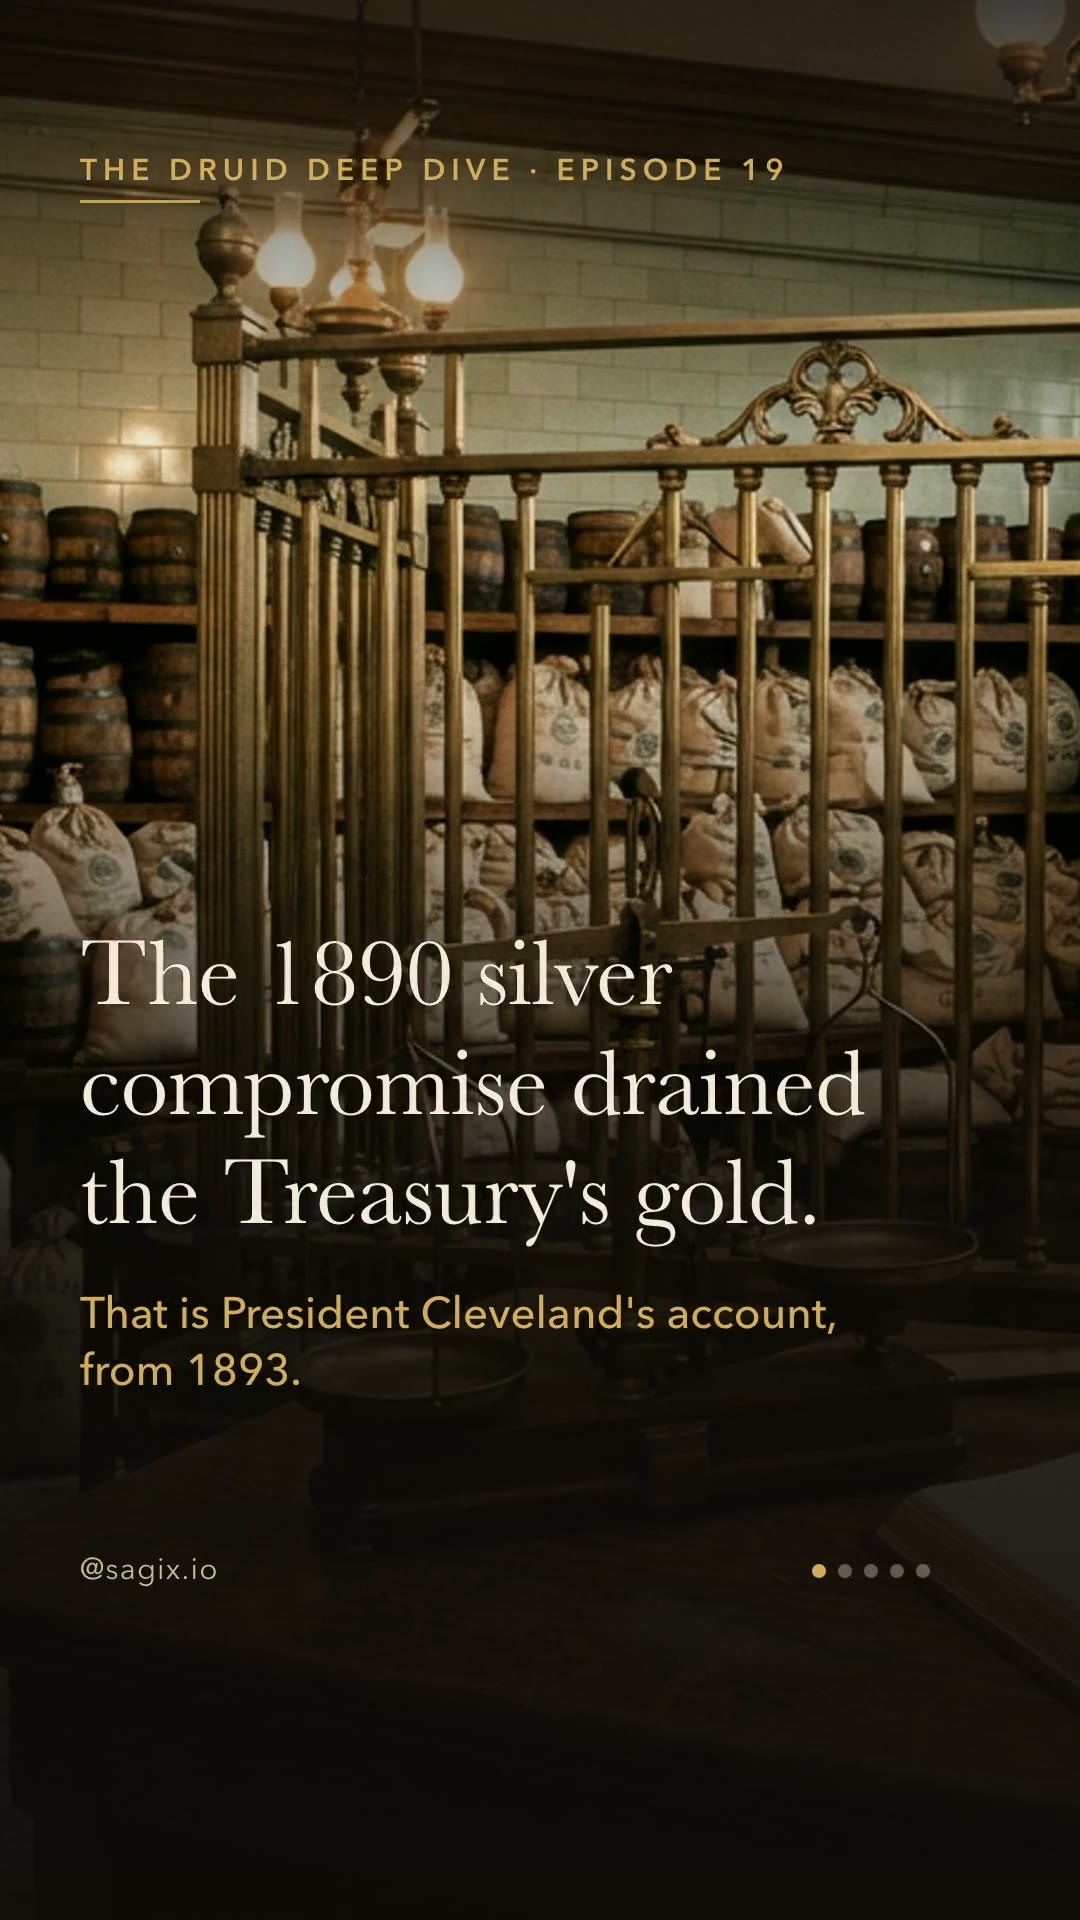 THE DRUID DEEP DIVE · EPISODE 19
The 1890 silver
compromise drained
the Treasury's gold.
That is President Cleveland's account,
from 1893.
@sagix.io